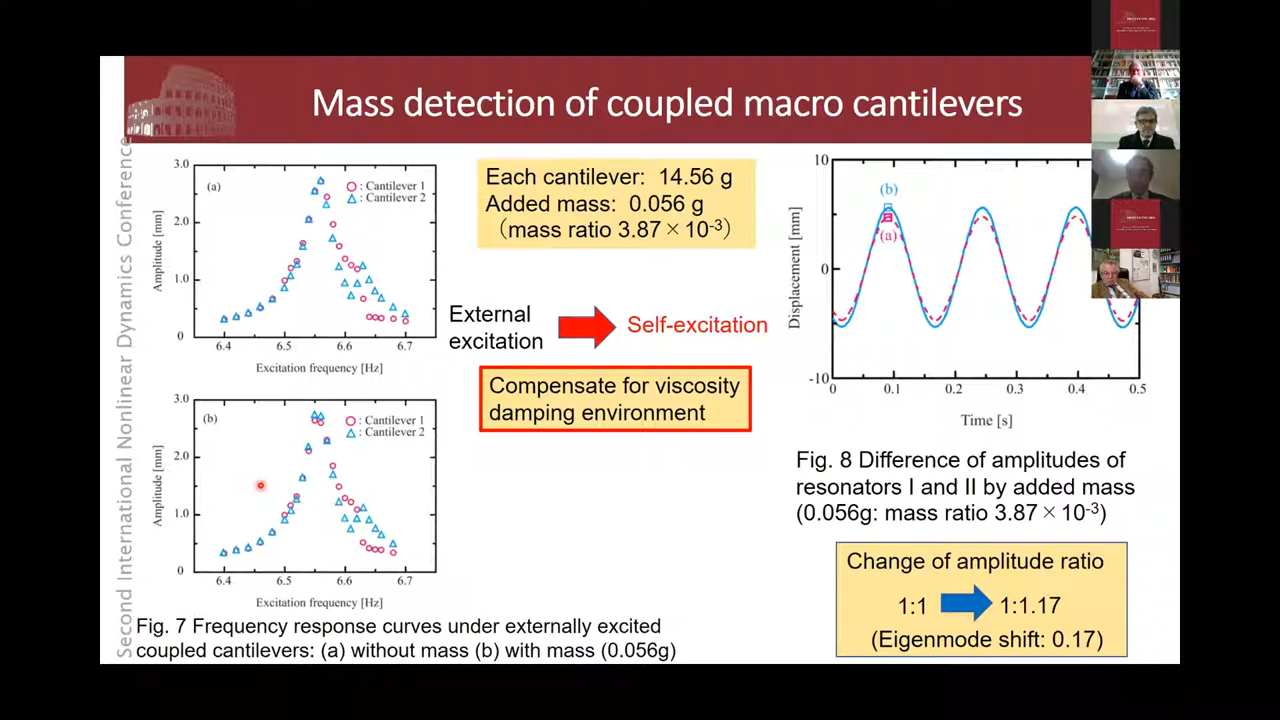 Mass detection of coupled macro cantilevers
Second International Nonlinear Dynamics Conference
3.0
2.0
1.0
0
Amplitude [mm]
(a)
: Cantilever 1
: Cantilever 2
6.4 6.5 6.6 6.7
Excitation frequency [Hz]
3.0
2.0
1.0
0
Amplitude [mm]
(b)
: Cantilever 1
: Cantilever 2
6.4 6.5 6.6 6.7
Excitation frequency [Hz]
Fig. 7 Frequency response curves under externally excited
coupled cantilevers: (a) without mass (b) with mass (0.056g)
Each cantilever: 14.56 g
Added mass: 0.056 g
(mass ratio 3.87×10⁻³)
External
excitation
Self-excitation
Compensate for viscosity
damping environment
10
0
-10
Displacement [mm]
(b)
(a)
0 0.1 0.2 0.3 0.4 0.5
Time [s]
Fig. 8 Difference of amplitudes of
resonators I and II by added mass
(0.056g: mass ratio 3.87×10⁻³)
Change of amplitude ratio
1:1 1:1.17
(Eigenmode shift: 0.17)